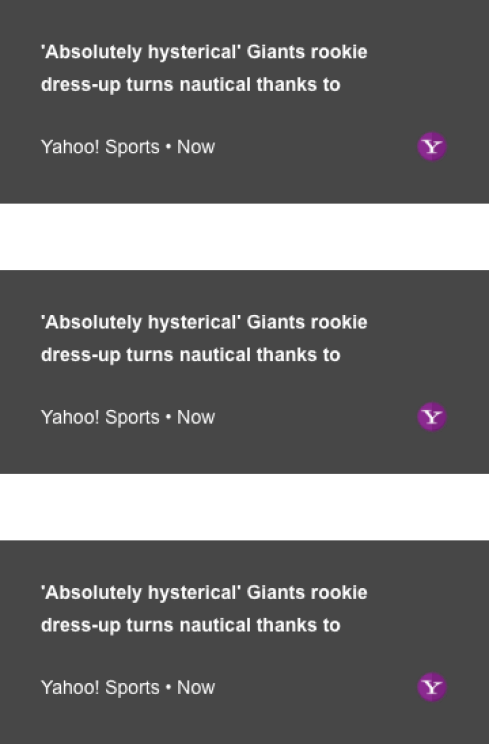 'Absolutely hysterical' Giants rookie
dress-up turns nautical thanks to
Yahoo! Sports • Now
Y
'Absolutely hysterical' Giants rookie
dress-up turns nautical thanks to
Yahoo! Sports • Now
Y
'Absolutely hysterical' Giants rookie
dress-up turns nautical thanks to
Yahoo! Sports • Now
Y